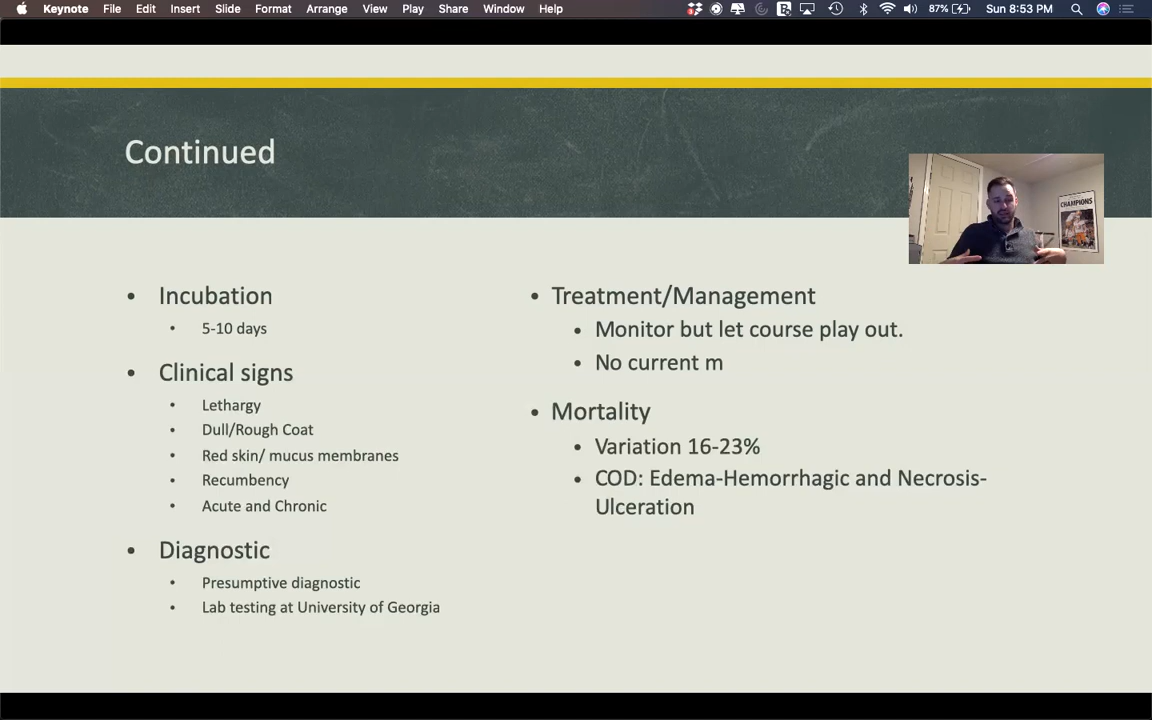 Keynote File Edit Insert Slide Format Arrange View Play Share Window Help 87% Sun 8:53 PM
Continued
CHAMPIONS
• Incubation
• 5-10 days
• Clinical signs
• Lethargy
• Dull/Rough Coat
• Red skin/ mucus membranes
• Recumbency
• Acute and Chronic
• Diagnostic
• Presumptive diagnostic
• Lab testing at University of Georgia
• Treatment/Management
• Monitor but let course play out.
• No current m
• Mortality
• Variation 16-23%
• COD: Edema-Hemorrhagic and Necrosis-
Ulceration